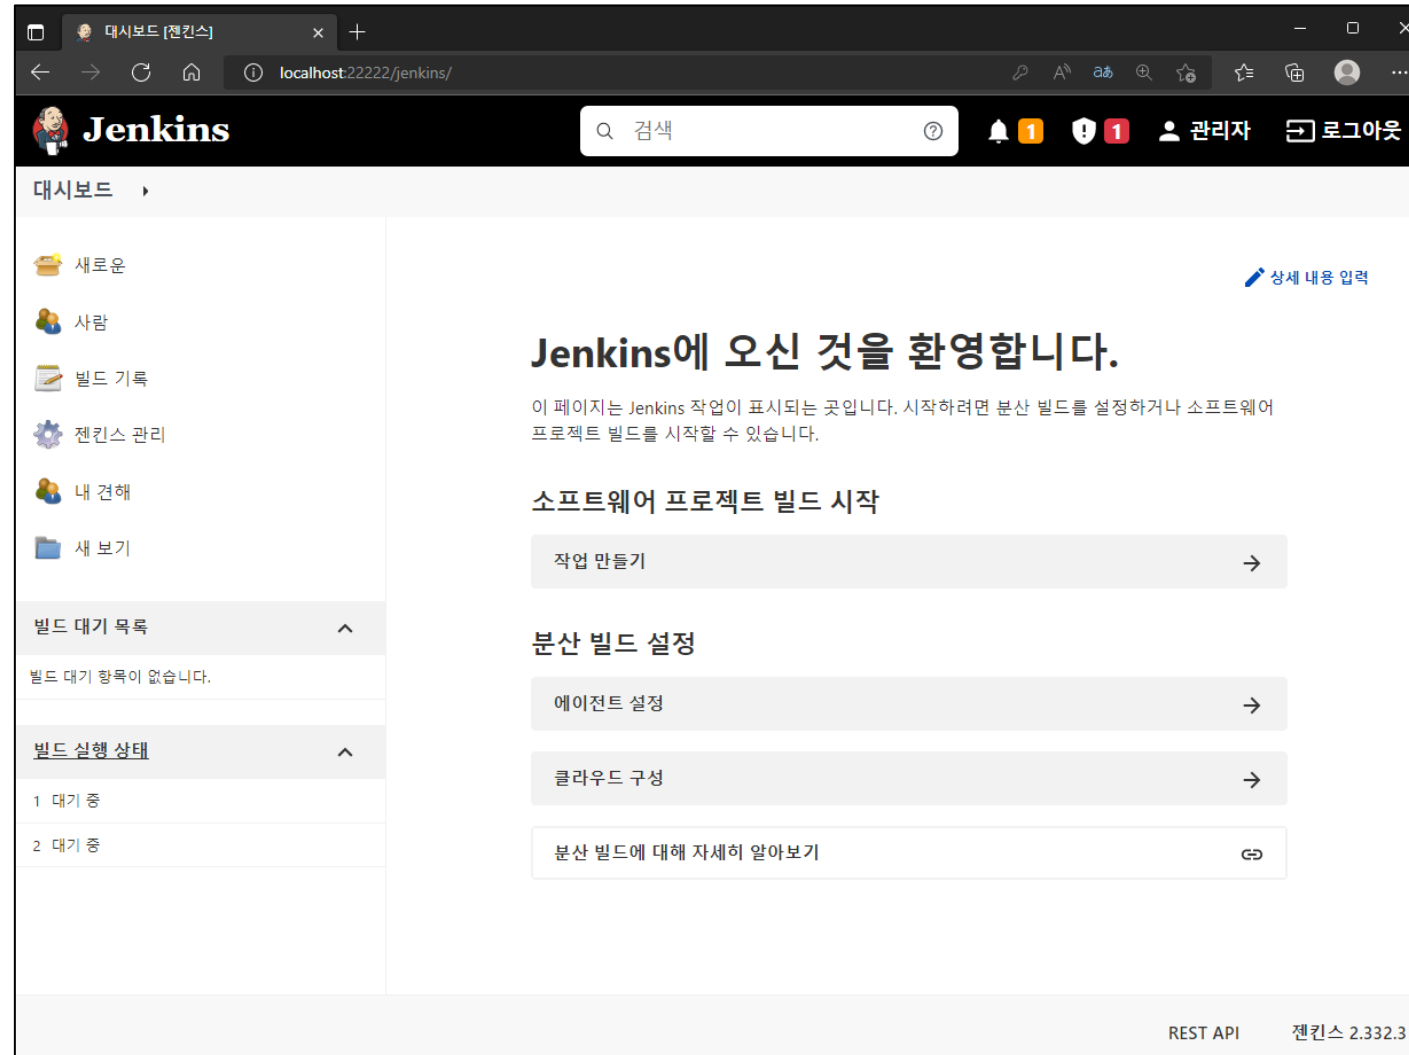 대시보드 [젠킨스]
localhost:22222/jenkins/
Jenkins
검색
1
1
관리자
로그아웃
대시보드
새로운
사람
빌드 기록
젠킨스 관리
내 견해
새 보기
빌드 대기 목록
빌드 대기 항목이 없습니다.
빌드 실행 상태
1 대기 중
2 대기 중
상세 내용 입력
Jenkins에 오신 것을 환영합니다.
이 페이지는 Jenkins 작업이 표시되는 곳입니다. 시작하려면 분산 빌드를 설정하거나 소프트웨어
프로젝트 빌드를 시작할 수 있습니다.
소프트웨어 프로젝트 빌드 시작
작업 만들기
분산 빌드 설정
에이전트 설정
클라우드 구성
분산 빌드에 대해 자세히 알아보기
REST API
젠킨스 2.332.3